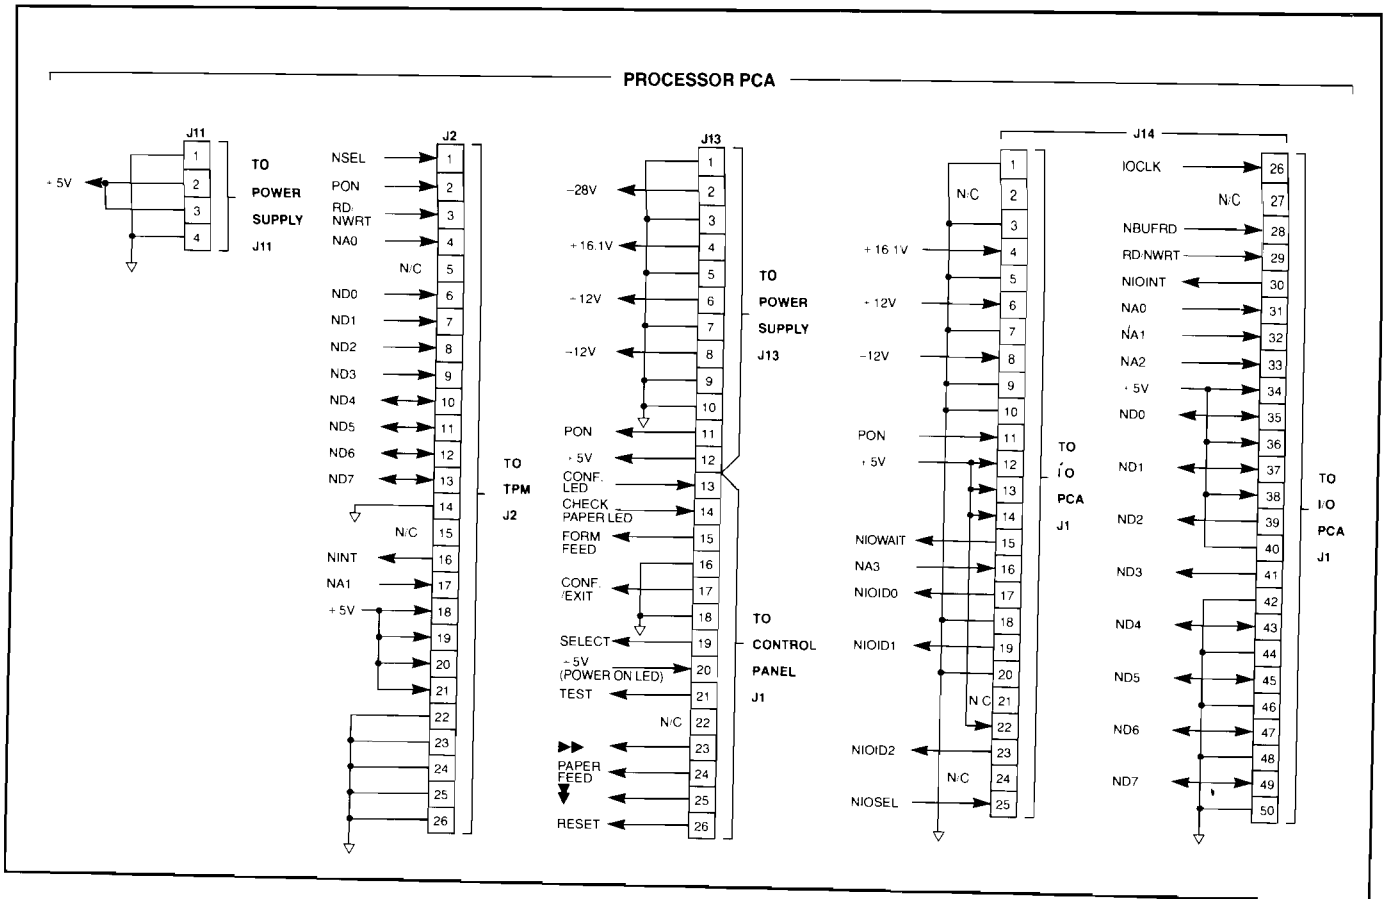 PROCESSOR PCA
J11
1
2
3
4
+ 5V
TO
POWER
SUPPLY
J11
J2
NSEL 1
PON 2
RD/
NWRT 3
NA0 4
N/C 5
ND0 6
ND1 7
ND2 8
ND3 9
ND4 10
ND5 11
ND6 12
ND7 13
14
N/C 15
NINT 16
NA1 17
+ 5V 18
19
20
21
22
23
24
25
26
TO
TPM
J2
J13
1
−28V 2
3
+16.1V 4
5
−12V 6
7
−12V 8
9
10
PON 11
+ 5V 12
CONF.
LED 13
CHECK
PAPER LED 14
FORM
FEED 15
16
CONF.
/EXIT 17
18
SELECT 19
+5V
(POWER ON LED) 20
TEST 21
N/C 22
23
PAPER
FEED 24
25
RESET 26
TO
POWER
SUPPLY
J13
TO
CONTROL
PANEL
J1
J14
1
N/C 2
3
+16.1V 4
5
+12V 6
7
−12V 8
9
10
PON 11
+ 5V 12
13
14
NIOWAIT 15
NA3 16
NIOID0 17
18
NIOID1 19
20
N/C 21
22
NIOID2 23
N/C 24
NIOSEL 25
TO
I/O
PCA
J1
IOCLK 26
N/C 27
NBUFRD 28
RD/NWRT 29
NIOINT 30
NA0 31
NA1 32
NA2 33
+ 5V 34
ND0 35
36
ND1 37
38
ND2 39
40
ND3 41
42
ND4 43
44
ND5 45
46
ND6 47
48
ND7 49
50
TO
I/O
PCA
J1